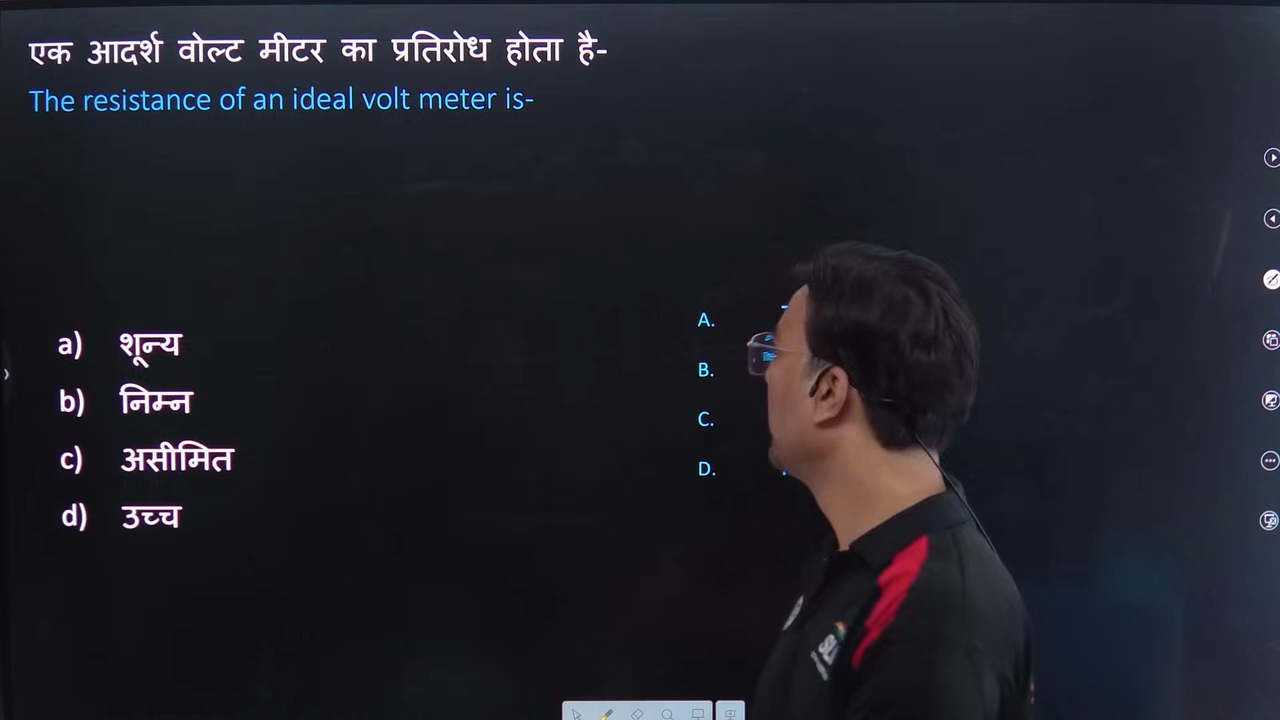 एक आदर्श वोल्ट मीटर का प्रतिरोध होता है-
The resistance of an ideal volt meter is-
a) शून्य
b) निम्न
c) असीमित
d) उच्च
A.
B.
C.
D.